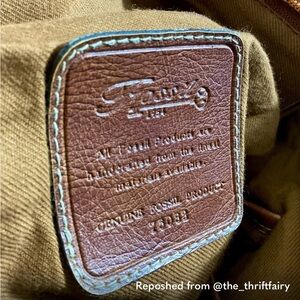 Fossil
1954
All Fossil Products are
handcrafted from the finest
materials available.
GENUINE FOSSIL PRODUCT
75082
Reposhed from @the_thriftfairy